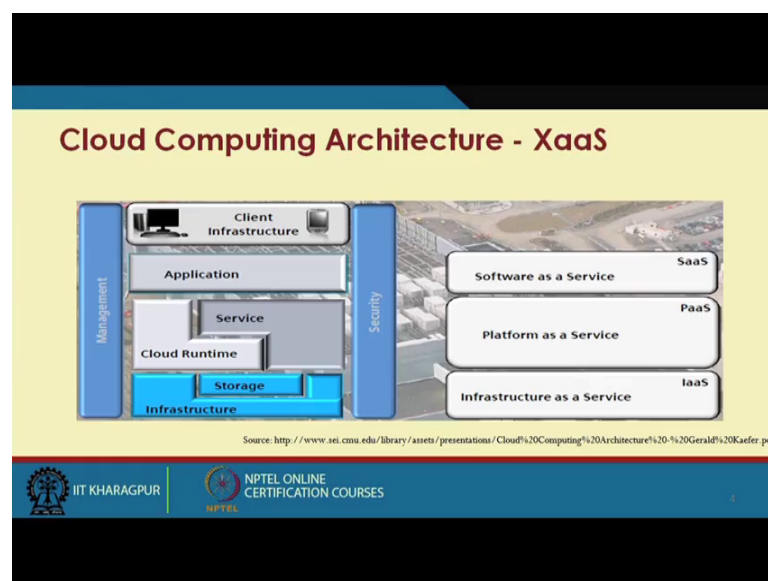 Cloud Computing Architecture - XaaS
Management
Client
Infrastructure
Application
Service
Cloud Runtime
Storage
Infrastructure
Security
SaaS
Software as a Service
PaaS
Platform as a Service
IaaS
Infrastructure as a Service
Source: http://www.sei.cmu.edu/library/assets/presentations/Cloud%20Computing%20Architecture%20-%20Gerald%20Kaefer.p
IIT KHARAGPUR
NPTEL
NPTEL ONLINE
CERTIFICATION COURSES
4